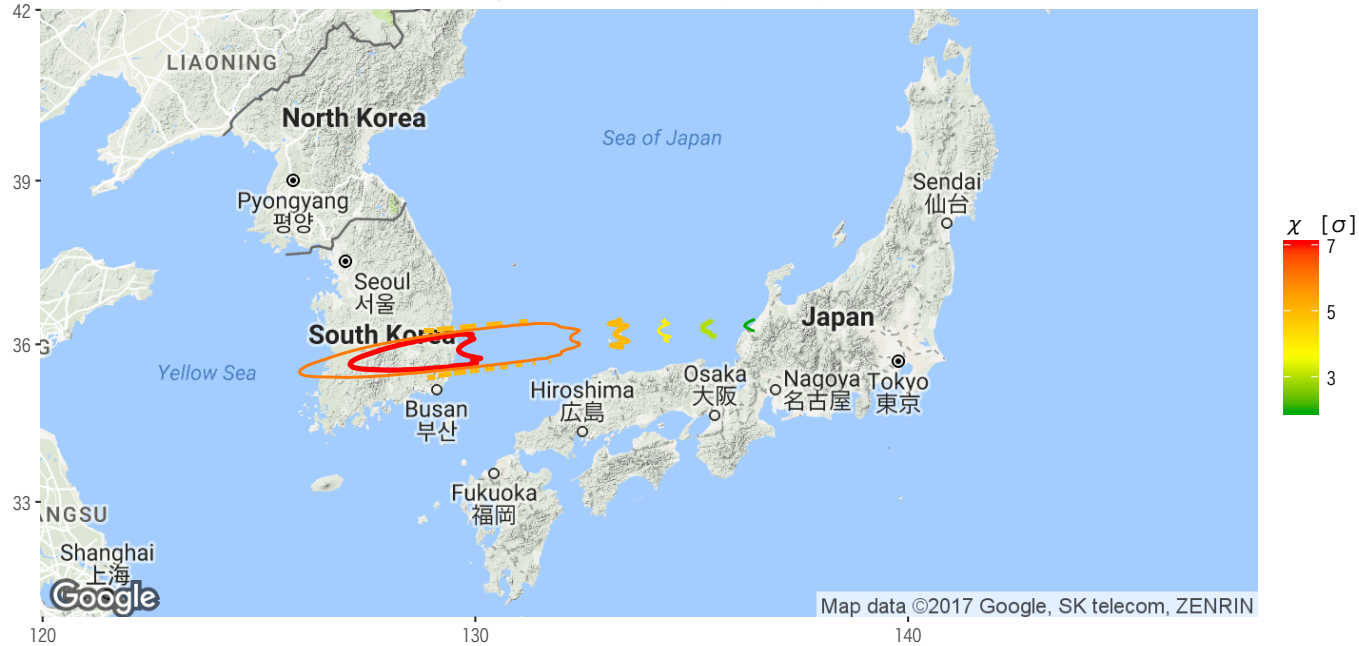 42
39
36
33
120
130
140
LIAONING
North Korea
Sea of Japan
Pyongyang
평양
Sendai
仙台
Seoul
서울
South Korea
Japan
G
Yellow Sea
Busan
부산
Hiroshima
広島
Osaka
大阪
Nagoya
名古屋
Tokyo
東京
Fukuoka
福岡
ANGSU
Shanghai
上海
Google
Map data ©2017 Google, SK telecom, ZENRIN
χ [σ]
7
5
3